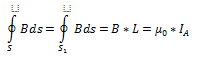 ∮_S B ds = ∮_{S_1} B ds = B * L = μ_0 * I_A